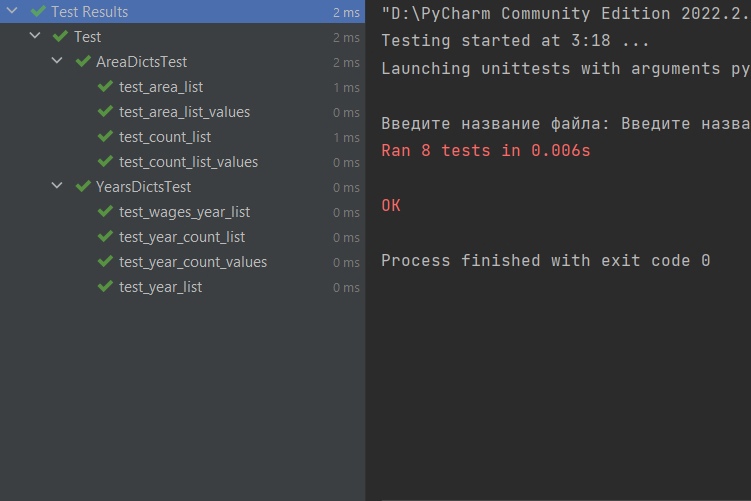 Test Results 2 ms
Test 2 ms
AreaDictsTest 2 ms
test_area_list 1 ms
test_area_list_values 0 ms
test_count_list 1 ms
test_count_list_values 0 ms
YearsDictsTest 0 ms
test_wages_year_list 0 ms
test_year_count_list 0 ms
test_year_count_values 0 ms
test_year_list 0 ms
"D:\PyCharm Community Edition 2022.2.
Testing started at 3:18 ...
Launching unittests with arguments py
Введите название файла: Введите назва
Ran 8 tests in 0.006s
OK
Process finished with exit code 0